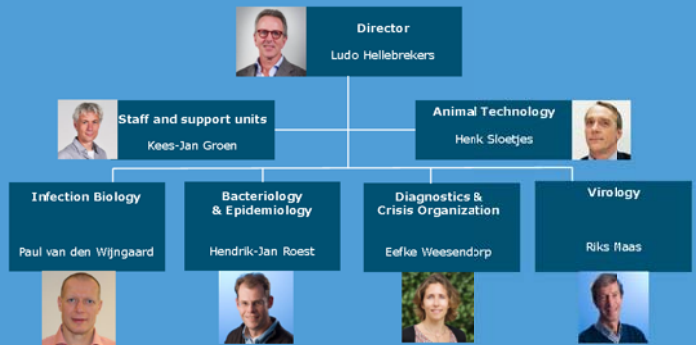 Director
Ludo Hellebrekers
Staff and support units
Kees-Jan Groen
Animal Technology
Henk Sloetjes
Infection Biology
Paul van den Wijngaard
Bacteriology
& Epidemiology
Hendrik-Jan Roest
Diagnostics &
Crisis Organization
Eefke Weesendorp
Virology
Riks Maas